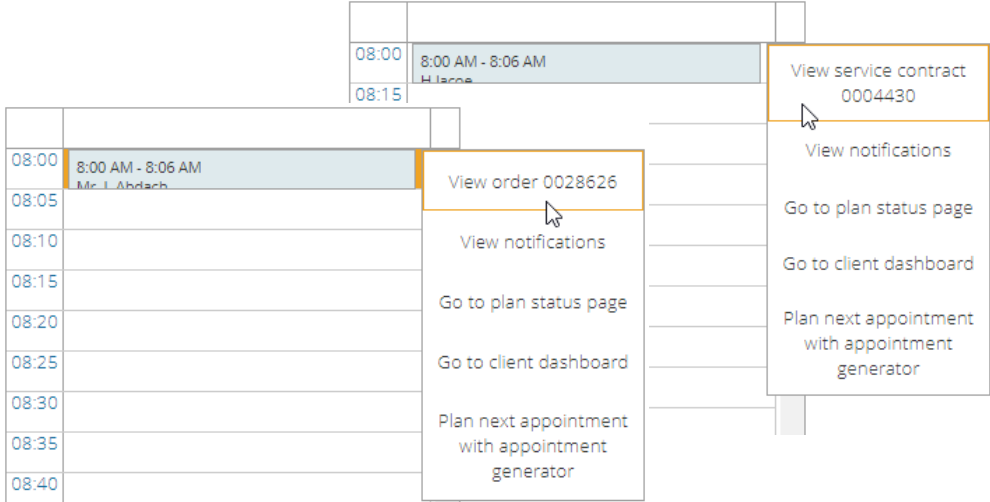 08:00
8:00 AM - 8:06 AM
H Jacoe
08:15
View service contract
0004430
View notifications
Go to plan status page
Go to client dashboard
Plan next appointment
with appointment
generator
08:00
8:00 AM - 8:06 AM
Mr. I. Abdach
08:05
08:10
08:15
08:20
08:25
08:30
08:35
08:40
View order 0028626
View notifications
Go to plan status page
Go to client dashboard
Plan next appointment
with appointment
generator